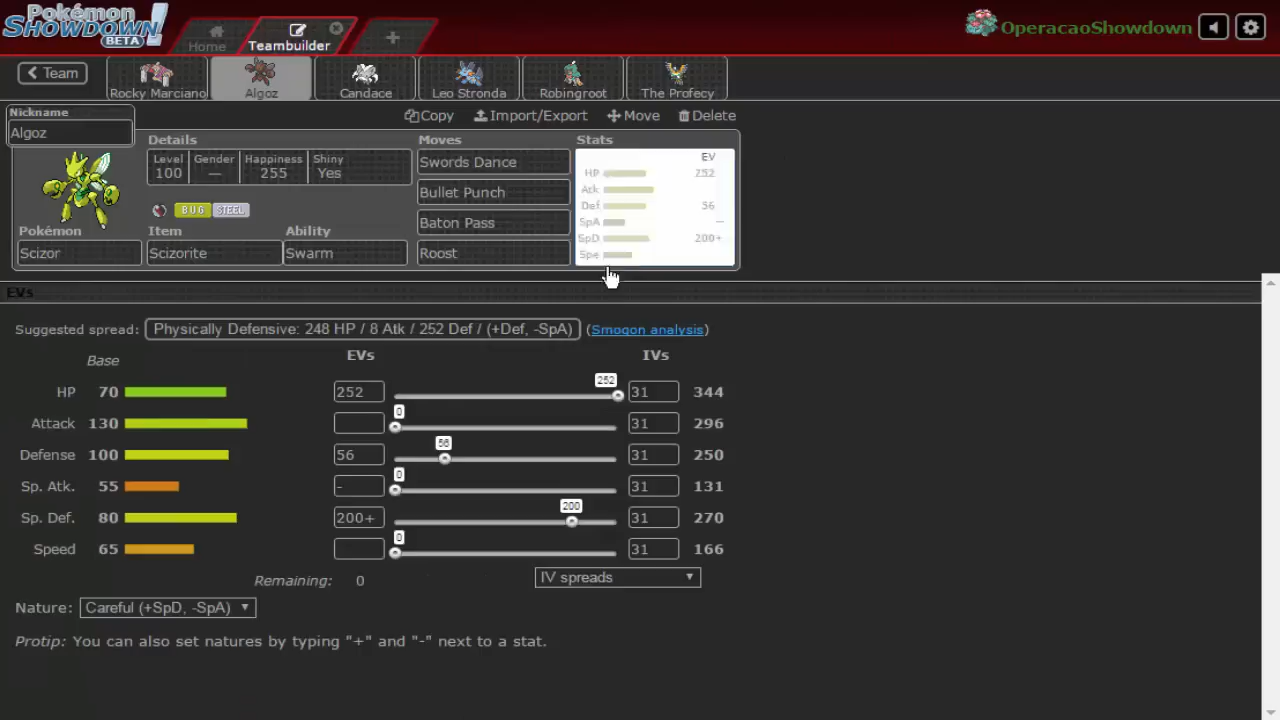 Pokémon
SHOWDOWN!
BETA
Home
Teambuilder
OperacaoShowdown
Team
Rocky Marciano
Algoz
Candace
Leo Stronda
Robingroot
The Profecy
Nickname
Algoz
Copy
Import/Export
Move
Delete
Details
Moves
Stats
Level
Gender
Happiness
Shiny
100
—
255
Yes
BUG
STEEL
Pokémon
Item
Ability
Scizor
Scizorite
Swarm
Swords Dance
Bullet Punch
Baton Pass
Roost
EV
HP 252
Atk
Def 56
SpA –
SpD 200+
Spe
EVs
Suggested spread: Physically Defensive: 248 HP / 8 Atk / 252 Def / (+Def, -SpA) (Smogon analysis)
Base EVs IVs
HP 70 252 252 31 344
Attack 130 0 31 296
Defense 100 56 56 31 250
Sp. Atk. 55 - 0 31 131
Sp. Def. 80 200+ 200 31 270
Speed 65 0 31 166
Remaining: 0 IV spreads
Nature: Careful (+SpD, -SpA)
Protip: You can also set natures by typing "+" and "-" next to a stat.